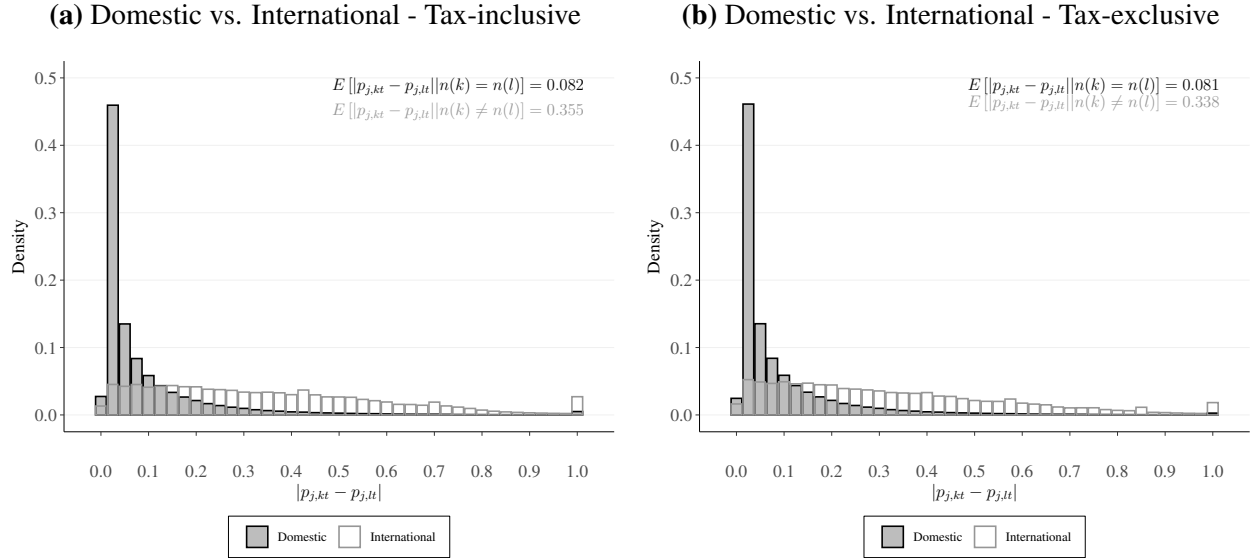 (a) Domestic vs. International - Tax-inclusive
E [|p_{j,kt} − p_{j,lt}||n(k) = n(l)] = 0.082
E [|p_{j,kt} − p_{j,lt}||n(k) ≠ n(l)] = 0.355
0.5
0.4
0.3
0.2
0.1
0.0
Density
0.0 0.1 0.2 0.3 0.4 0.5 0.6 0.7 0.8 0.9 1.0
|p_{j,kt} − p_{j,lt}|
Domestic International
(b) Domestic vs. International - Tax-exclusive
E [|p_{j,kt} − p_{j,lt}||n(k) = n(l)] = 0.081
E [|p_{j,kt} − p_{j,lt}||n(k) ≠ n(l)] = 0.338
0.5
0.4
0.3
0.2
0.1
0.0
Density
0.0 0.1 0.2 0.3 0.4 0.5 0.6 0.7 0.8 0.9 1.0
|p_{j,kt} − p_{j,lt}|
Domestic International